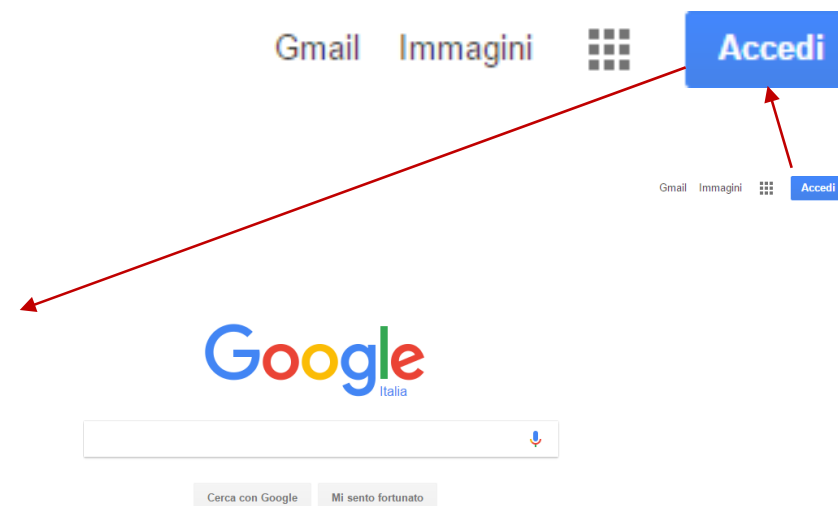 Gmail Immagini Accedi
Gmail Immagini Accedi
Google
Italia
Cerca con Google Mi sento fortunato